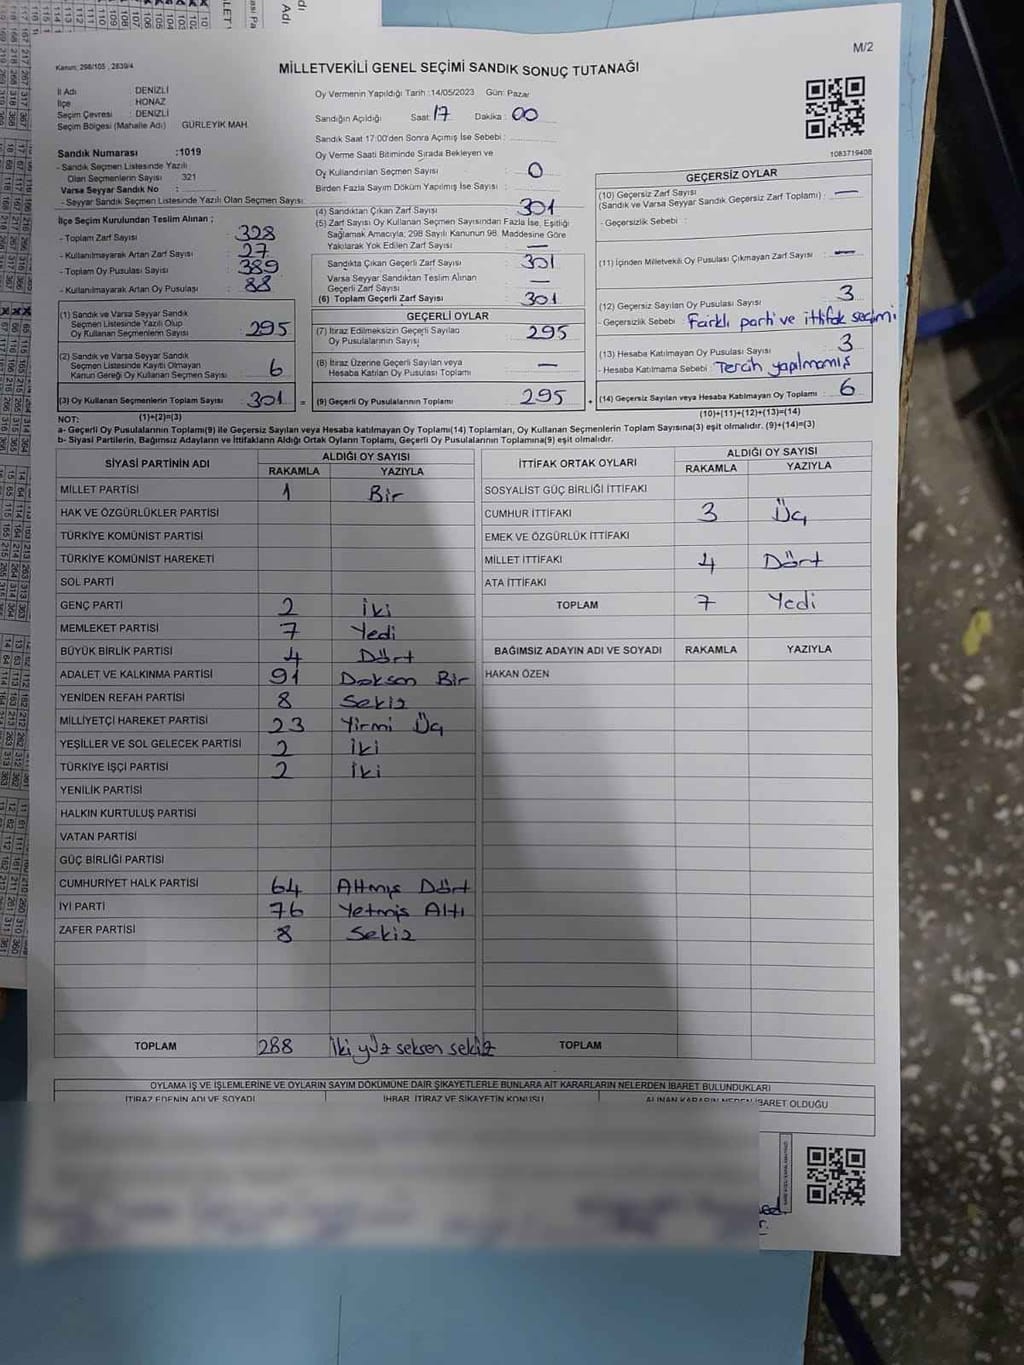 M/2
Kanun: 298/105 , 2839/4
MİLLETVEKİLİ GENEL SEÇİMİ SANDIK SONUÇ TUTANAĞI
İl Adı : DENİZLİ
İlçe : HONAZ
Seçim Çevresi : DENİZLİ
Seçim Bölgesi (Mahalle Adı) GÜRLEYİK MAH.
Oy Vermenin Yapıldığı Tarih :14/05/2023 Gün: Pazar
Sandığın Açıldığı Saat: 17 Dakika : 00
Sandık Saat 17:00'den Sonra Açımış İse Sebebi :
Oy Verme Saati Bitiminde Sırada Bekleyen ve
Oy Kullandırılan Seçmen Sayısı : 0
Birden Fazla Sayım Döküm Yapılmış İse Sayısı :
1083719408
Sandık Numarası :1019
- Sandık Seçmen Listesinde Yazılı
Olan Seçmenlerin Sayısı 321
Varsa Seyyar Sandık No :
- Seyyar Sandık Seçmen Listesinde Yazılı Olan Seçmen Sayısı:
İlçe Seçim Kurulundan Teslim Alınan ;
- Toplam Zarf Sayısı : 328
- Kullanılmayarak Artan Zarf Sayısı : 27
- Toplam Oy Pusulası Sayısı : 389
- Kullanılmayarak Artan Oy Pusulası : 88
(1) Sandık ve Varsa Seyyar Sandık
Seçmen Listesinde Yazılı Olup
Oy Kullanan Seçmenlerin Sayısı : 295
(2) Sandık ve Varsa Seyyar Sandık
Seçmen Listesinde Kayıtlı Olmayan
Kanun Gereği Oy Kullanan Seçmen Sayısı : 6
(3) Oy Kullanan Seçmenlerin Toplam Sayısı : 301
(4) Sandıktan Çıkan Zarf Sayısı : 301
(5) Zarf Sayısı Oy Kullanan Seçmen Sayısından Fazla İse, Eşitliği
Sağlamak Amacıyla; 298 Sayılı Kanunun 98. Maddesine Göre
Yakılarak Yok Edilen Zarf Sayısı : —
Sandıkta Çıkan Geçerli Zarf Sayısı : 301
Varsa Seyyar Sandıktan Teslim Alınan
Geçerli Zarf Sayısı : —
(6) Toplam Geçerli Zarf Sayısı : 301
GEÇERLİ OYLAR
(7) İtiraz Edilmeksizin Geçerli Sayılan
Oy Pusulalarının Sayısı : 295
(8) İtiraz Üzerine Geçerli Sayılan veya
Hesaba Katılan Oy Pusulası Toplamı : —
= (9) Geçerli Oy Pusulalarının Toplamı : 295
GEÇERSİZ OYLAR
(10) Geçersiz Zarf Sayısı
(Sandık ve Varsa Seyyar Sandık Geçersiz Zarf Toplamı) : —
- Geçersizlik Sebebi :
(11) İçinden Milletvekili Oy Pusulası Çıkmayan Zarf Sayısı : —
(12) Geçersiz Sayılan Oy Pusulası Sayısı : 3
- Geçersizlik Sebebi : Farklı parti ve ittifak seçimi
(13) Hesaba Katılmayan Oy Pusulası Sayısı : 3
- Hesaba Katılmama Sebebi : Tercih yapılmamış
+ (14) Geçersiz Sayılan veya Hesaba Katılmayan Oy Toplamı : 6
NOT: (1)+(2)=(3) (10)+(11)+(12)+(13)=(14)
a- Geçerli Oy Pusulasının Toplamı(9) ile Geçersiz Sayılan veya Hesaba katılmayan Oy Toplamı(14) Toplamları, Oy Kullanan Seçmenlerin Toplam Sayısına(3) eşit olmalıdır. (9)+(14)=(3)
b- Siyasi Partilerin, Bağımsız Adayların ve İttifakların Aldığı Ortak Oyların Toplamı, Geçerli Oy Pusulalarının Toplamına(9) eşit olmalıdır.
SİYASİ PARTİNİN ADI ALDIĞI OY SAYISI
RAKAMLA YAZIYLA
MİLLET PARTİSİ 1 Bir
HAK VE ÖZGÜRLÜKLER PARTİSİ
TÜRKİYE KOMÜNİST PARTİSİ
TÜRKİYE KOMÜNİST HAREKETİ
SOL PARTİ
GENÇ PARTİ 2 iki
MEMLEKET PARTİSİ 7 Yedi
BÜYÜK BİRLİK PARTİSİ 4 Dört
ADALET VE KALKINMA PARTİSİ 91 Doksan Bir
YENİDEN REFAH PARTİSİ 8 Sekiz
MİLLİYETÇİ HAREKET PARTİSİ 23 Yirmi Üç
YEŞİLLER VE SOL GELECEK PARTİSİ 2 iki
TÜRKİYE İŞÇİ PARTİSİ 2 iki
YENİLİK PARTİSİ
HALKIN KURTULUŞ PARTİSİ
VATAN PARTİSİ
GÜÇ BİRLİĞİ PARTİSİ
CUMHURİYET HALK PARTİSİ 64 Altmış Dört
İYİ PARTİ 76 Yetmiş Altı
ZAFER PARTİSİ 8 Sekiz
TOPLAM 288 İki yüz seksen sekiz
İTTİFAK ORTAK OYLARI ALDIĞI OY SAYISI
RAKAMLA YAZIYLA
SOSYALİST GÜÇ BİRLİĞİ İTTİFAKI
CUMHUR İTTİFAKI 3 Üç
EMEK VE ÖZGÜRLÜK İTTİFAKI
MİLLET İTTİFAKI 4 Dört
ATA İTTİFAKI
TOPLAM 7 Yedi
BAĞIMSIZ ADAYIN ADI VE SOYADI RAKAMLA YAZIYLA
HAKAN ÖZEN
TOPLAM
OYLAMA İŞ VE İŞLEMLERİNE VE OYLARIN SAYIM DÖKÜMÜNE DAİR ŞİKAYETLERLE BUNLARA AİT KARARLARIN NELERDEN İBARET BULUNDUKLARI
İTİRAZ EDENİN ADI VE SOYADI İHBAR, İTİRAZ VE ŞİKAYETİN KONUSU ALINAN KARARIN NEDEN İBARET OLDUĞU